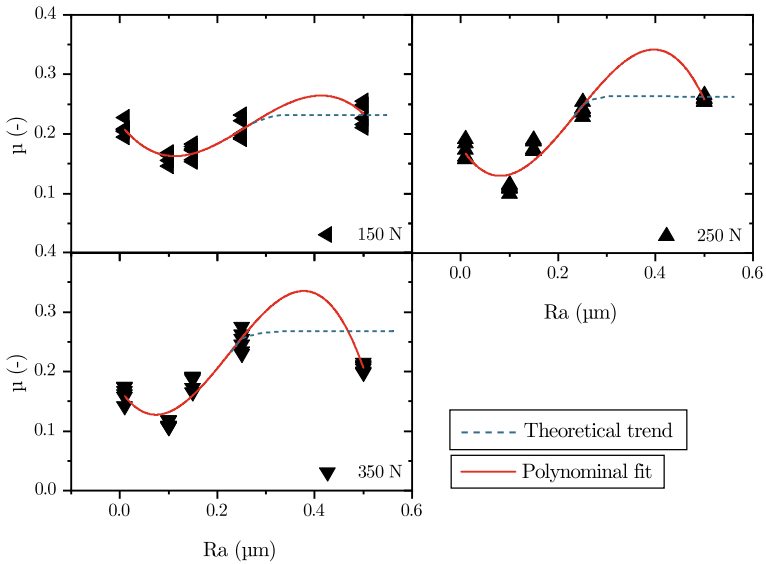 0.4
0.3
0.2
0.1
0.4
μ (-)
150 N
250 N
0.0 0.2 0.4 0.6
Ra (µm)
0.3
0.2
0.1
0.0
μ (-)
350 N
0.0 0.2 0.4 0.6
Ra (µm)
Theoretical trend
Polynominal fit